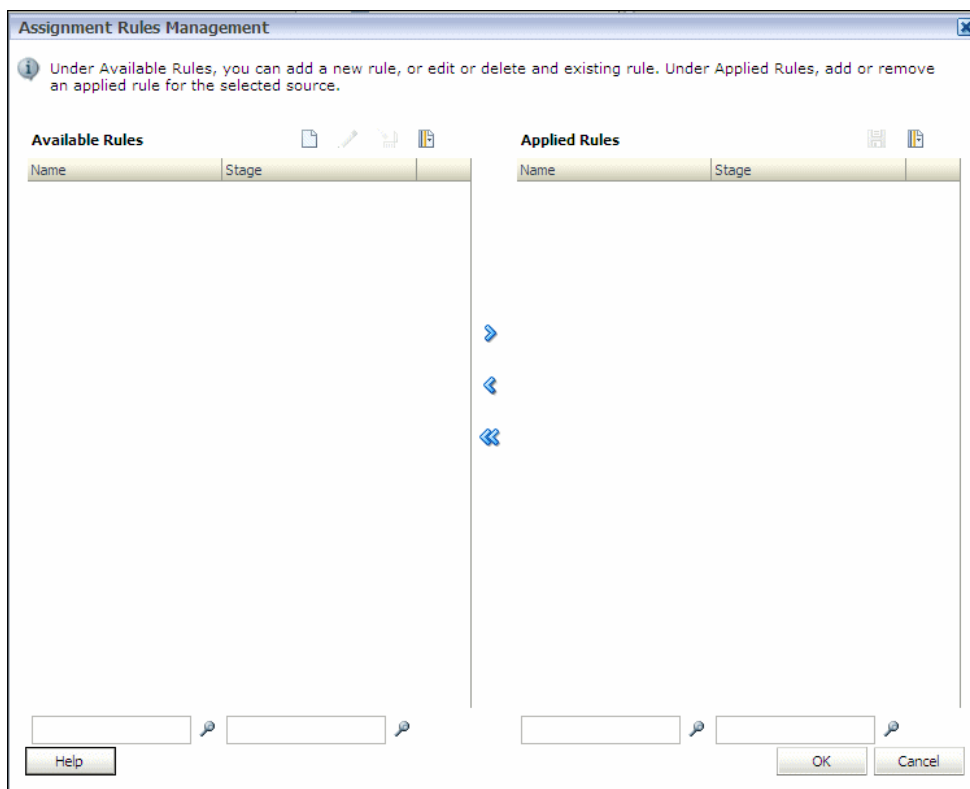 Assignment Rules Management
Under Available Rules, you can add a new rule, or edit or delete and existing rule. Under Applied Rules, add or remove
an applied rule for the selected source.
Available Rules
Name Stage
Applied Rules
Name Stage
Help
OK Cancel